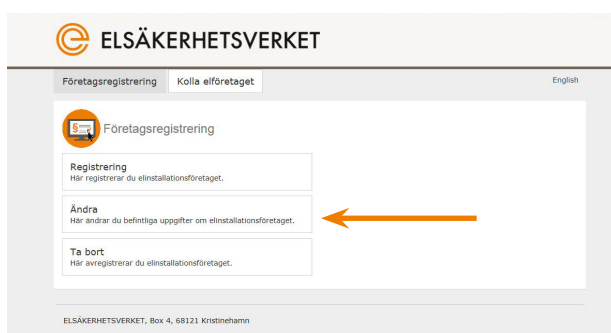 ELSÄKERHETSVERKET
Företagsregistrering Kolla elföretaget English
Företagsregistrering
Registrering
Här registrerar du elinstallationsföretaget.
Ändra
Här ändrar du befintliga uppgifter om elinstallationsföretaget.
Ta bort
Här avregistrerar du elinstallationsföretaget.
ELSÄKERHETSVERKET, Box 4, 68121 Kristinehamn